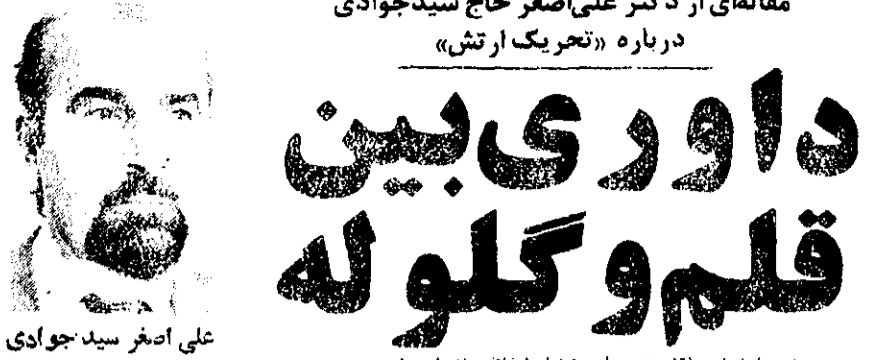 مقاله‌ای از دکتر علی‌اصغر حاج سیدجوادی
درباره «تحریک ارتش»
داوری بین
قلم و گلوله
علی اصغر سید جوادی